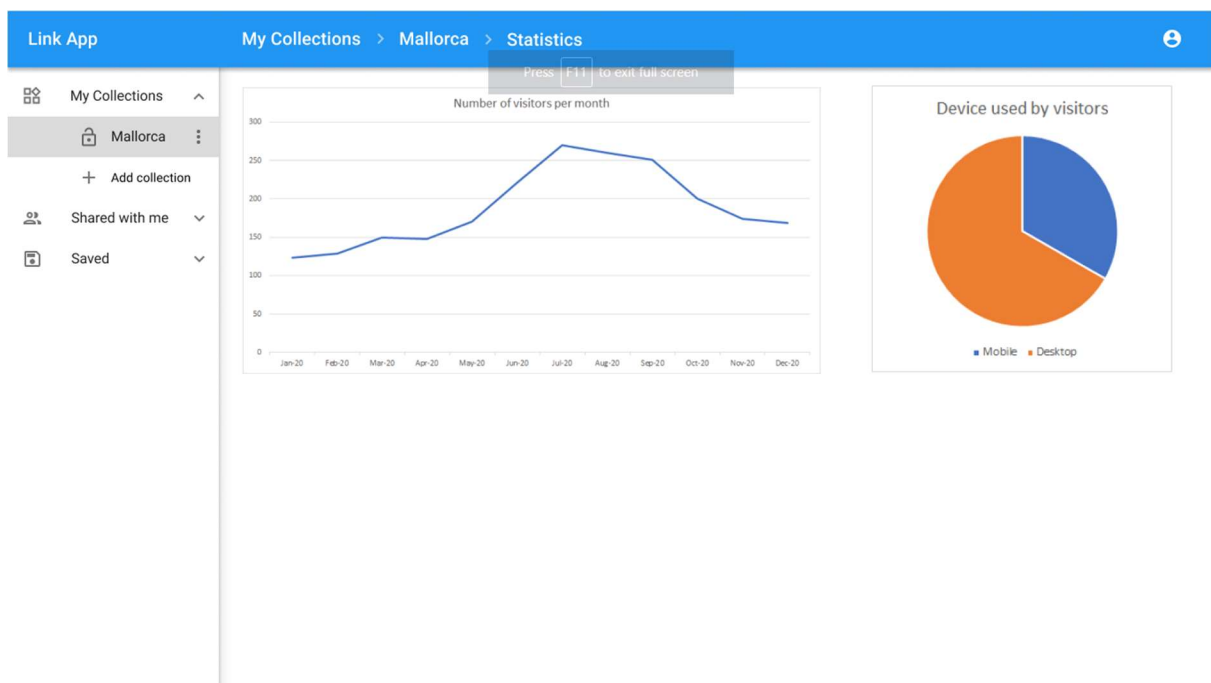 Link App
My Collections > Mallorca > Statistics
Press F11 to exit full screen
My Collections
Mallorca
Add collection
Shared with me
Saved
Number of visitors per month
300
250
200
150
100
50
0
Jan-20 Feb-20 Mar-20 Apr-20 May-20 Jun-20 Jul-20 Aug-20 Sep-20 Oct-20 Nov-20 Dec-20
Device used by visitors
Mobile Desktop